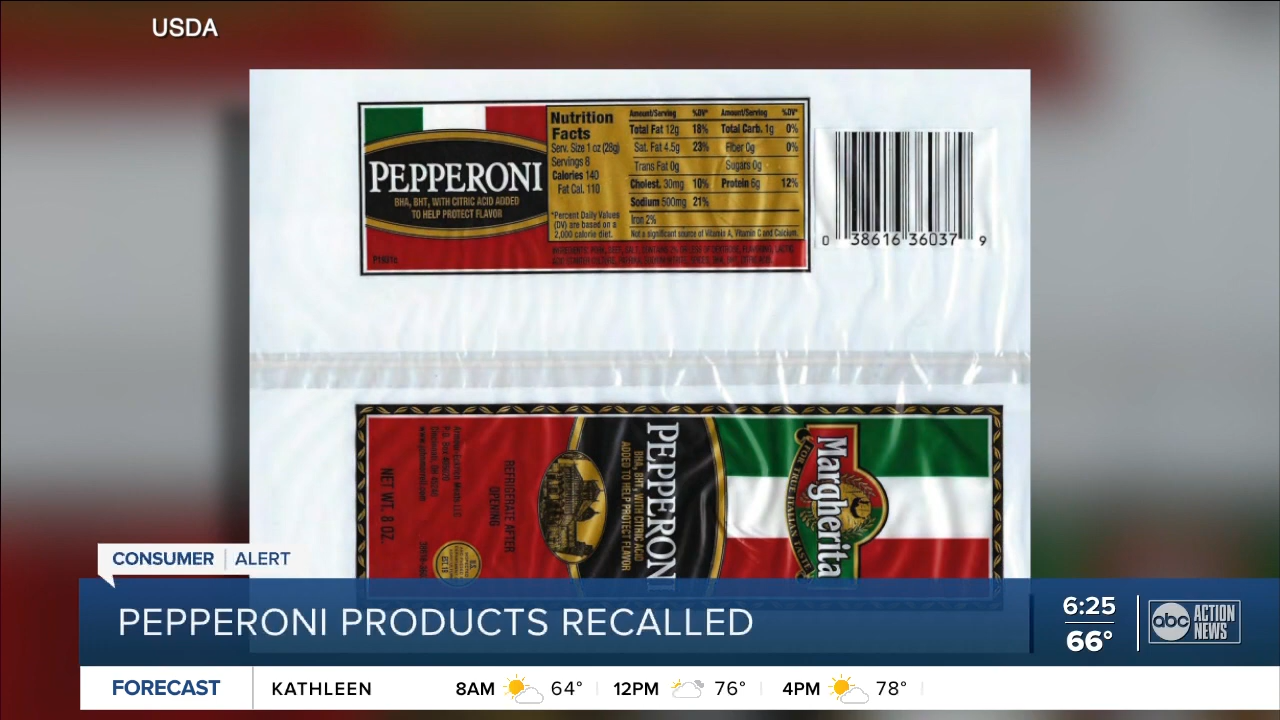 USDA
PEPPERONI
BHA, BHT, WITH CITRIC ACID ADDED
TO HELP PROTECT FLAVOR
P1931c
Nutrition
Facts
Serv. Size 1 oz (28g)
Servings 8
Calories 140
Fat Cal. 110
*Percent Daily Values
(DV) are based on a
2,000 calorie diet.
Amount/Serving %DV* Amount/Serving %DV*
Total Fat 12g 18% Total Carb. 1g 0%
Sat. Fat 4.5g 23% Fiber 0g 0%
Trans Fat 0g Sugars 0g
Cholest. 30mg 10% Protein 6g 12%
Sodium 500mg 21%
Iron 2%
Not a significant source of Vitamin A, Vitamin C and Calcium.
0 38616 36037 9
Margherita
FOR TRUE ITALIAN TASTE
PEPPERONI
BHA, BHT, WITH CITRIC ACID
ADDED TO HELP PROTECT FLAVOR
REFRIGERATE AFTER
OPENING
NET WT. 8 OZ.
CONSUMER | ALERT
PEPPERONI PRODUCTS RECALLED
6:25
66°
abc ACTION
NEWS
FORECAST KATHLEEN 8AM 64° 12PM 76° 4PM 78°